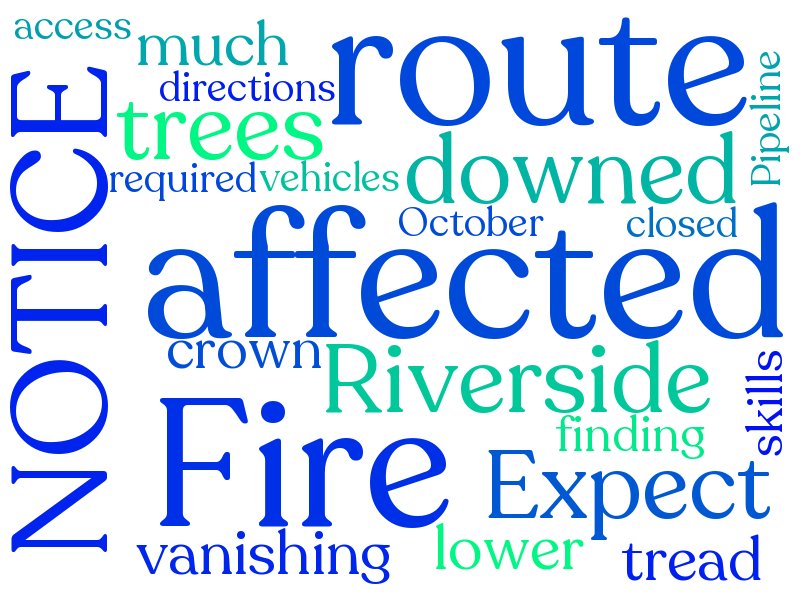 access
much
route
directions
trees
Pipeline
NOTICE
downed
required
vehicles
October
closed
affected
crown
Riverside
skills
Fire
finding
Expect
vanishing
lower
tread